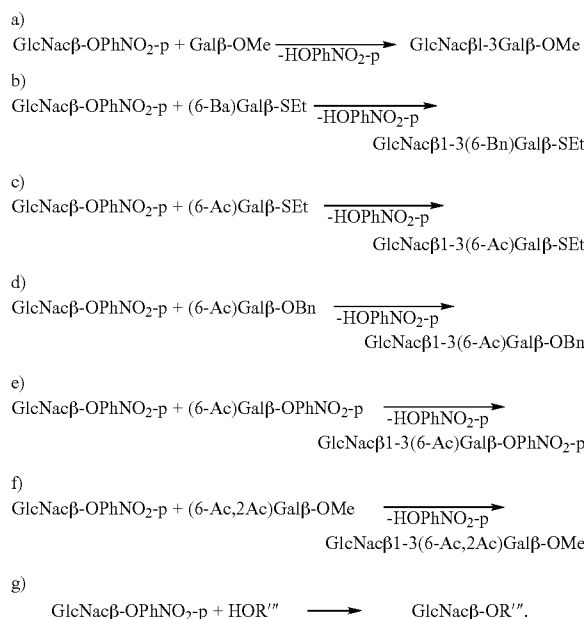 a)
GlcNacβ-OPhNO2-p + Galβ-OMe
-HOPhNO2-p
GlcNacβl-3Galβ-OMe
b)
GlcNacβ-OPhNO2-p + (6-Ba)Galβ-SEt
-HOPhNO2-p
GlcNacβ1-3(6-Bn)Galβ-SEt
c)
GlcNacβ-OPhNO2-p + (6-Ac)Galβ-SEt
-HOPhNO2-p
GlcNacβ1-3(6-Ac)Galβ-SEt
d)
GlcNacβ-OPhNO2-p + (6-Ac)Galβ-OBn
-HOPhNO2-p
GlcNacβ1-3(6-Ac)Galβ-OBn
e)
GlcNacβ-OPhNO2-p + (6-Ac)Galβ-OPhNO2-p
-HOPhNO2-p
GlcNacβ1-3(6-Ac)Galβ-OPhNO2-p
f)
GlcNacβ-OPhNO2-p + (6-Ac,2Ac)Galβ-OMe
-HOPhNO2-p
GlcNacβ1-3(6-Ac,2Ac)Galβ-OMe
g)
GlcNacβ-OPhNO2-p + HOR'''
GlcNacβ-OR'''.